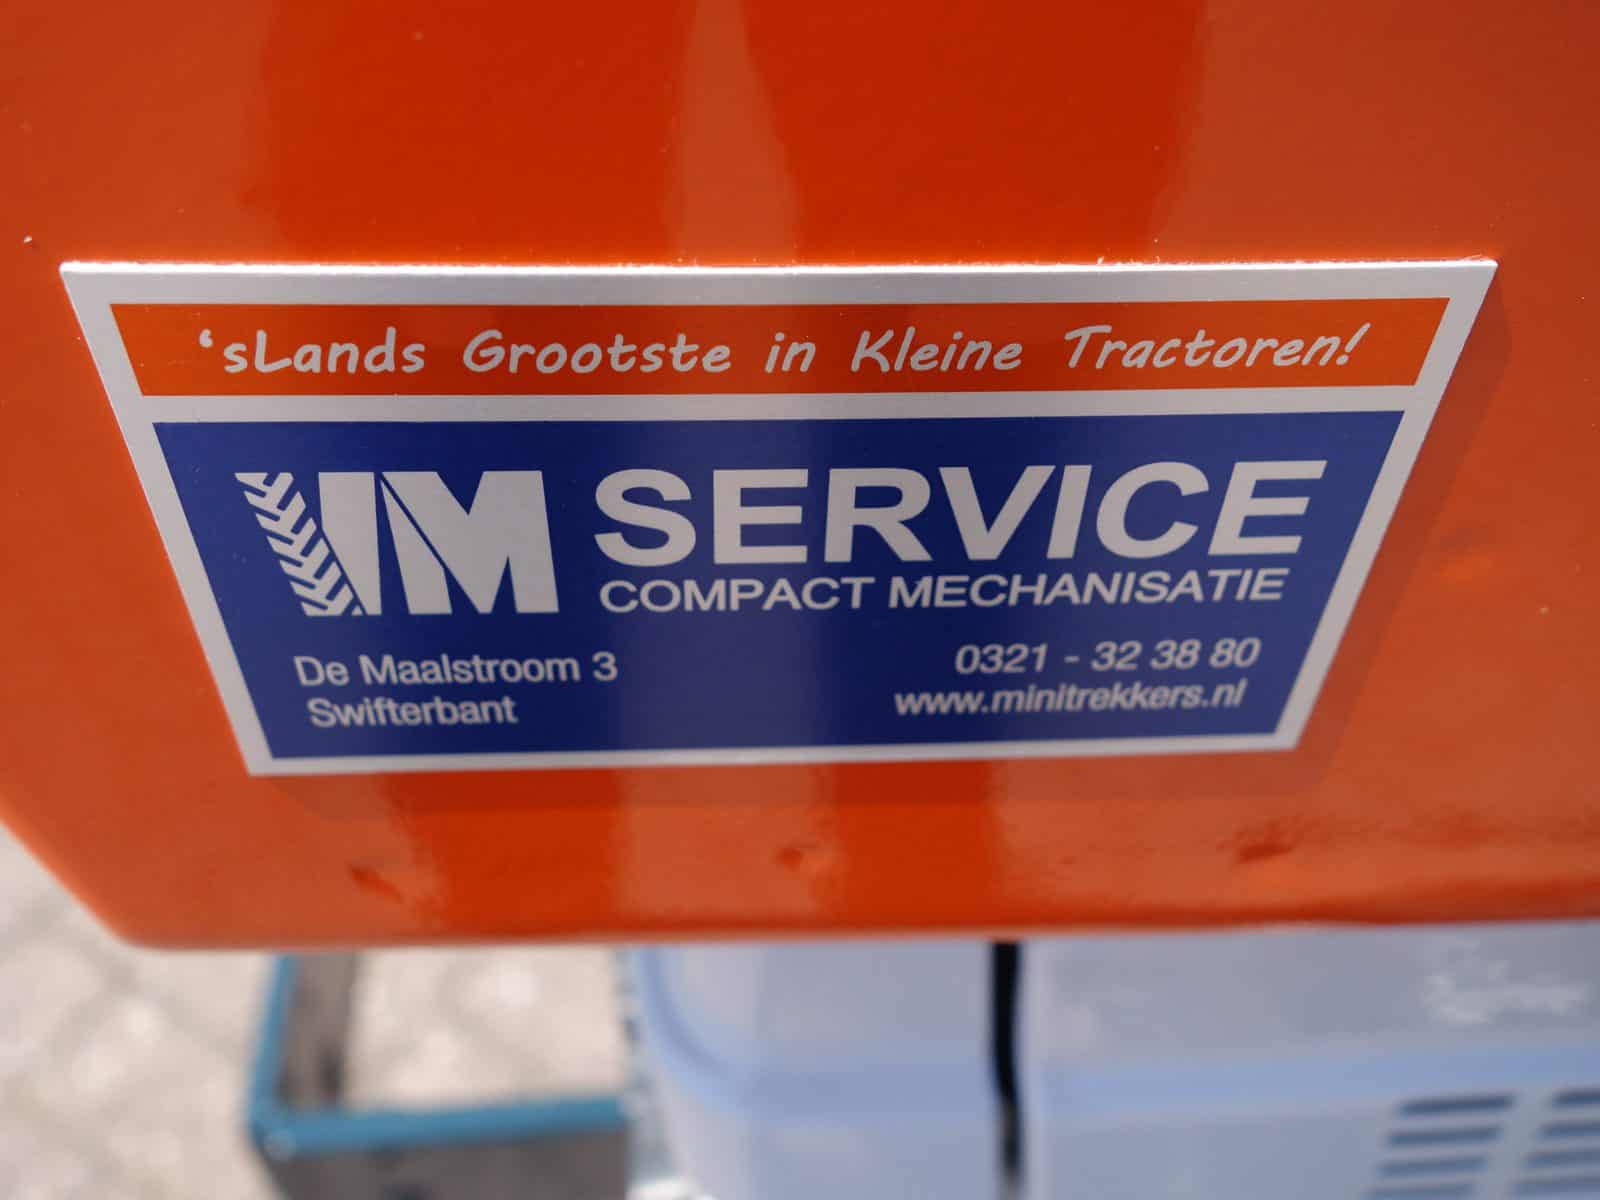 ‘sLands Grootste in Kleine Tractoren!
IM SERVICE
COMPACT MECHANISATIE
De Maalstroom 3
Swifterbant
0321 - 32 38 80
www.minitrekkers.nl